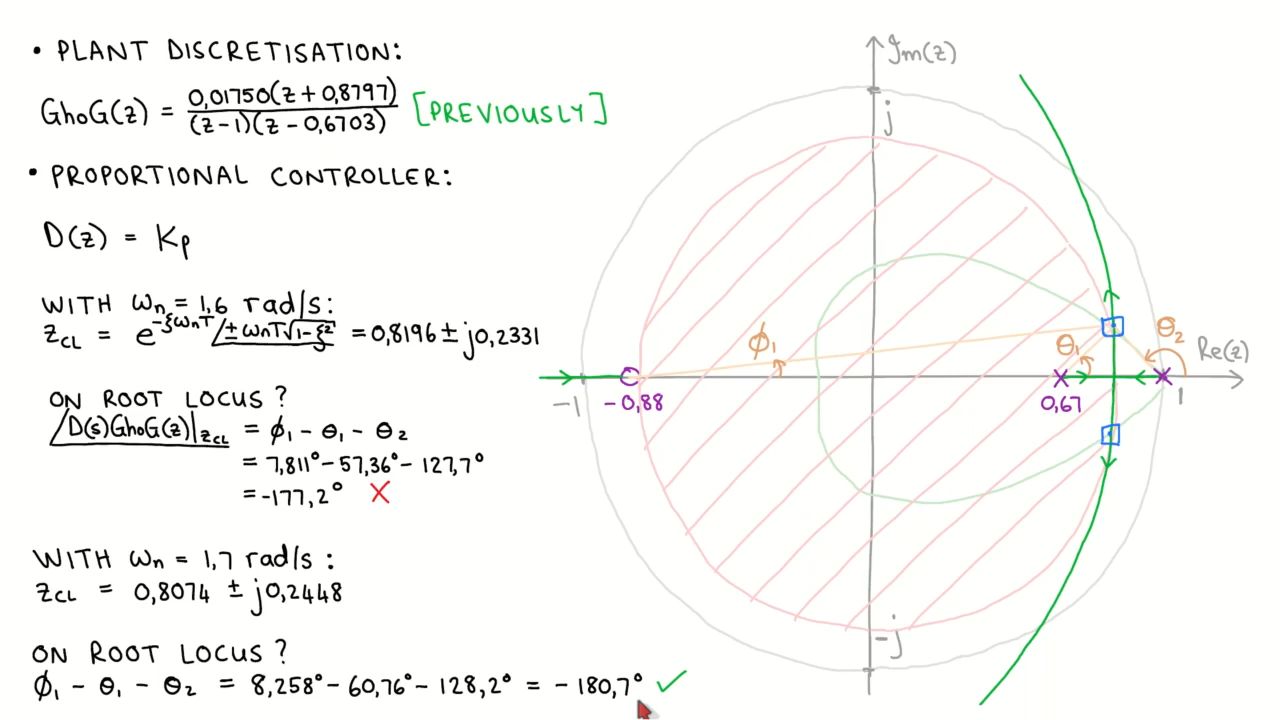 • PLANT DISCRETISATION:
GhoG(z) = 0,01750(z + 0,8797) / (z - 1)(z - 0,6703) [PREVIOUSLY]
• PROPORTIONAL CONTROLLER:
D(z) = Kp
WITH ωn = 1,6 rad/s:
zCL = e^-ξωnT /± ωnT√1-ξ² = 0,8196 ± j0,2331
ON ROOT LOCUS ?
/D(s)GhoG(z)|zCL = ϕ1 - θ1 - θ2
= 7,811° - 57,36° - 127,7°
= -177,2° ✗
WITH ωn = 1,7 rad/s :
zCL = 0,8074 ± j0,2448
ON ROOT LOCUS ?
ϕ1 - θ1 - θ2 = 8,258° - 60,76° - 128,2° = - 180,7° ✓
Im(z)
j
ϕ1
θ1
θ2
Re(z)
-1
-0,88
0,67
1
-j